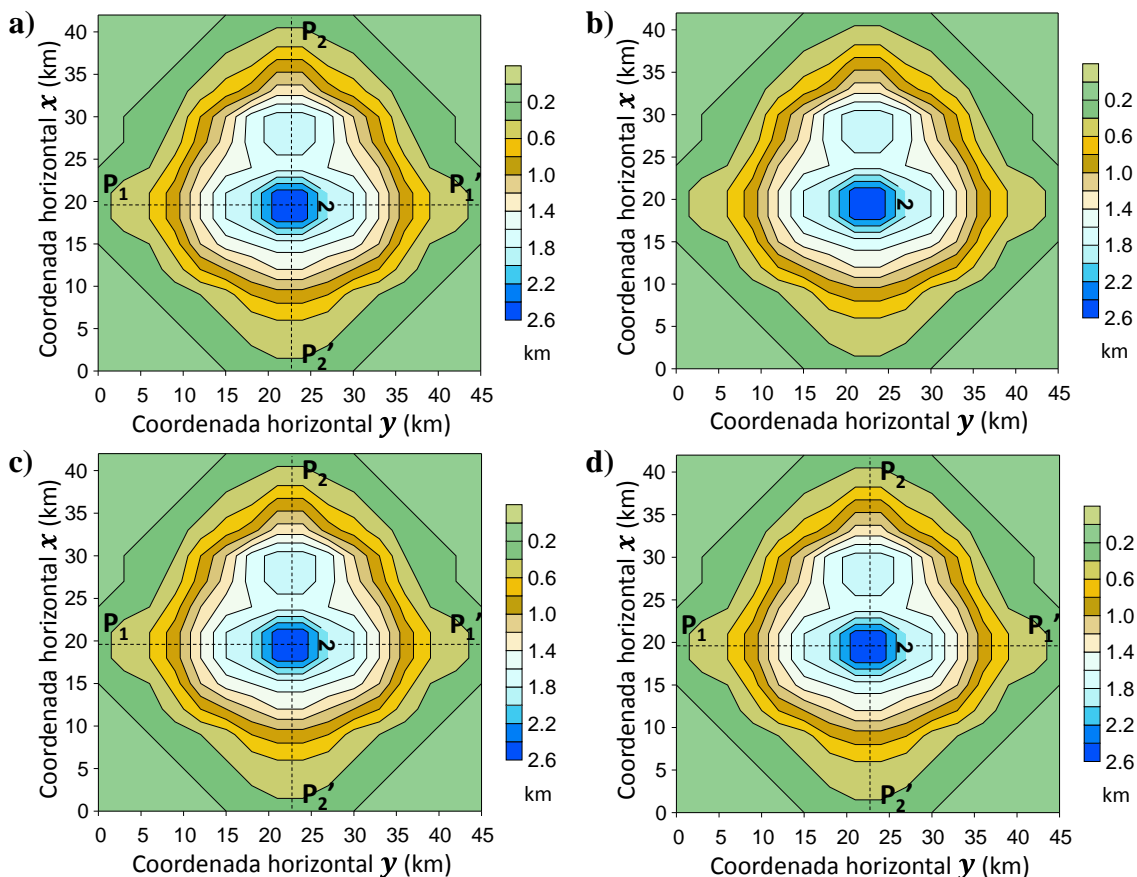 a)
Coordenada horizontal x (km)
40
35
30
25
20
15
10
5
0
P2
P1
P1'
2
P2'
0 5 10 15 20 25 30 35 40 45
Coordenada horizontal y (km)
0.2
0.6
1.0
1.4
1.8
2.2
2.6
km
b)
Coordenada horizontal x (km)
40
35
30
25
20
15
10
5
0
2
0 5 10 15 20 25 30 35 40 45
Coordenada horizontal y (km)
0.2
0.6
1.0
1.4
1.8
2.2
2.6
km
c)
Coordenada horizontal x (km)
40
35
30
25
20
15
10
5
0
P2
P1
P1'
2
P2'
0 5 10 15 20 25 30 35 40 45
Coordenada horizontal y (km)
0.2
0.6
1.0
1.4
1.8
2.2
2.6
km
d)
Coordenada horizontal x (km)
40
35
30
25
20
15
10
5
0
P2
P1
P1'
2
P2'
0 5 10 15 20 25 30 35 40 45
Coordenada horizontal y (km)
0.2
0.6
1.0
1.4
1.8
2.2
2.6
km